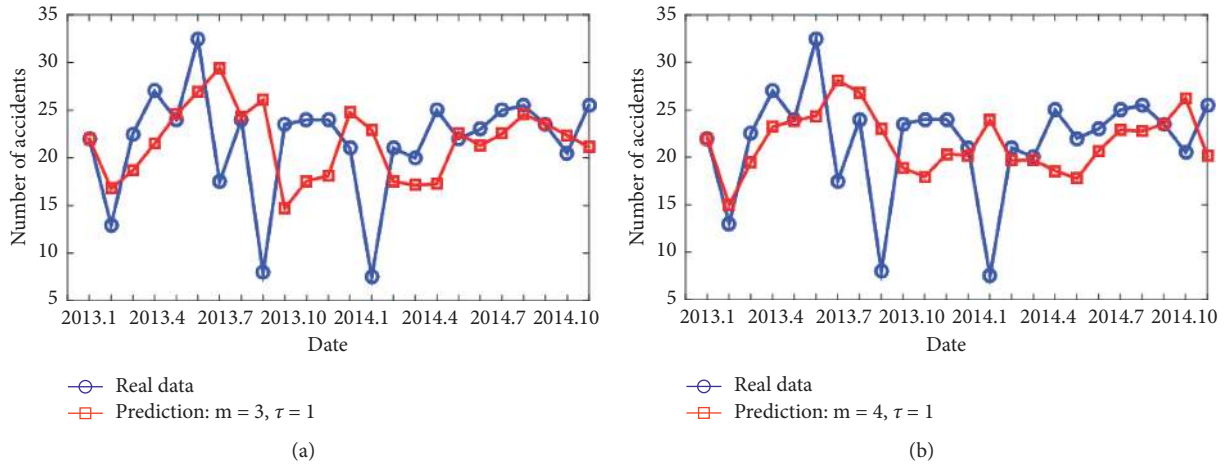 35
30
25
20
15
10
5
Number of accidents
2013.1 2013.4 2013.7 2013.10 2014.1 2014.4 2014.7 2014.10
Date
Real data
Prediction: m = 3, τ = 1
(a)
35
30
25
20
15
10
5
Number of accidents
2013.1 2013.4 2013.7 2013.10 2014.1 2014.4 2014.7 2014.10
Date
Real data
Prediction: m = 4, τ = 1
(b)